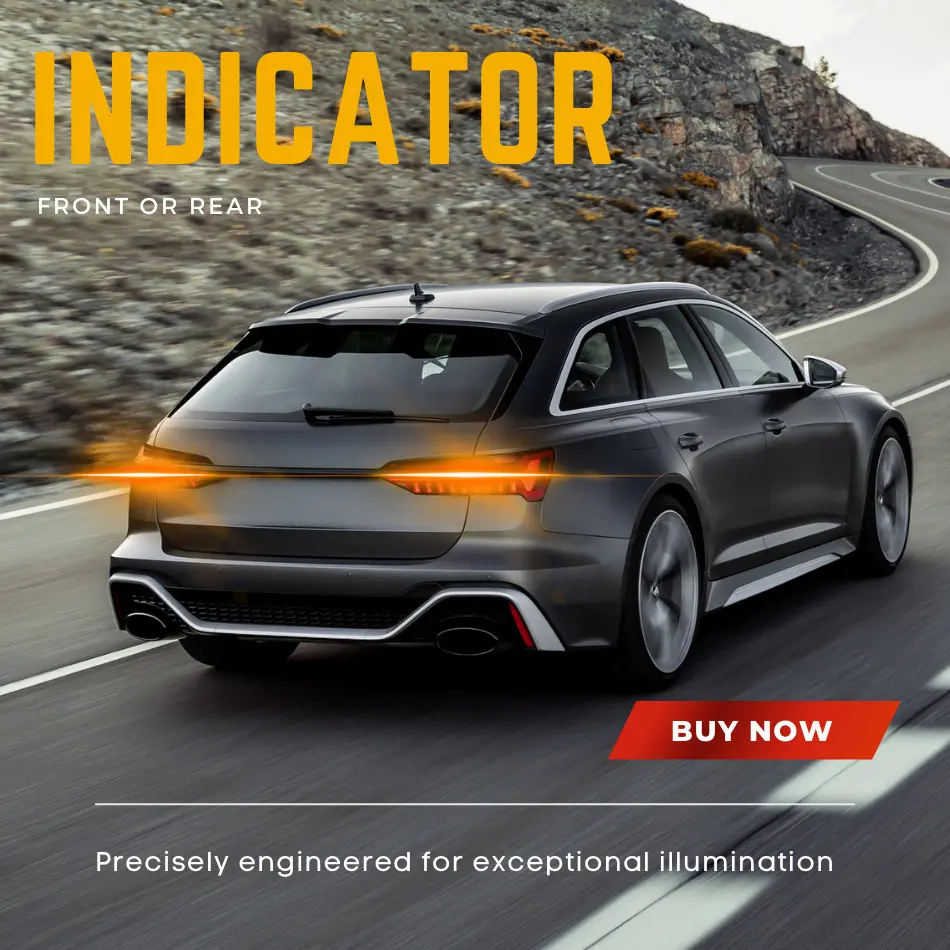 INDICATOR
FRONT OR REAR
BUY NOW
Precisely engineered for exceptional illumination